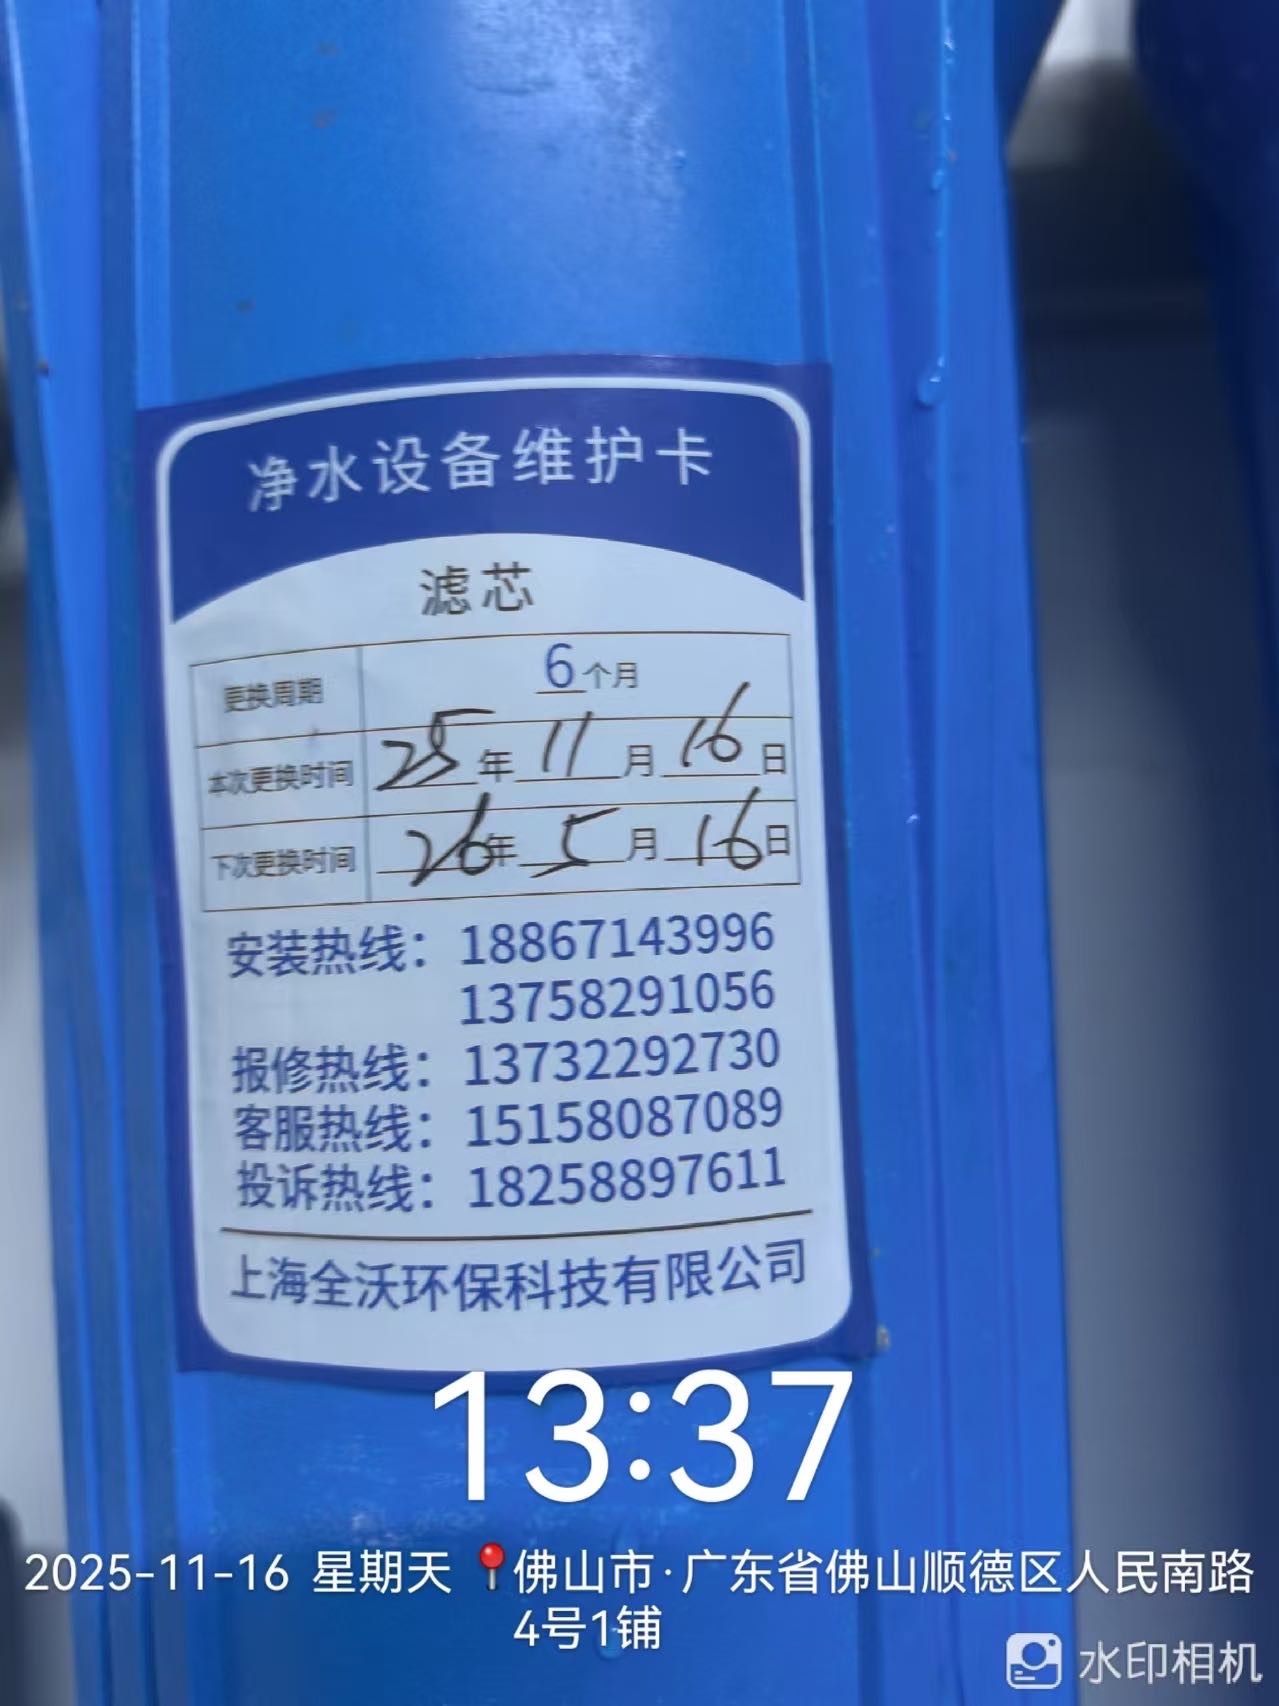 净水设备维护卡
滤芯
更换周期 6个月
本次更换时间 25年11月16日
下次更换时间 26年5月16日
安装热线：18867143996
13758291056
报修热线：13732292730
客服热线：15158087089
投诉热线：18258897611
上海全沃环保科技有限公司
13:37
2025-11-16 星期天 佛山市·广东省佛山顺德区人民南路
4号1铺
水印相机